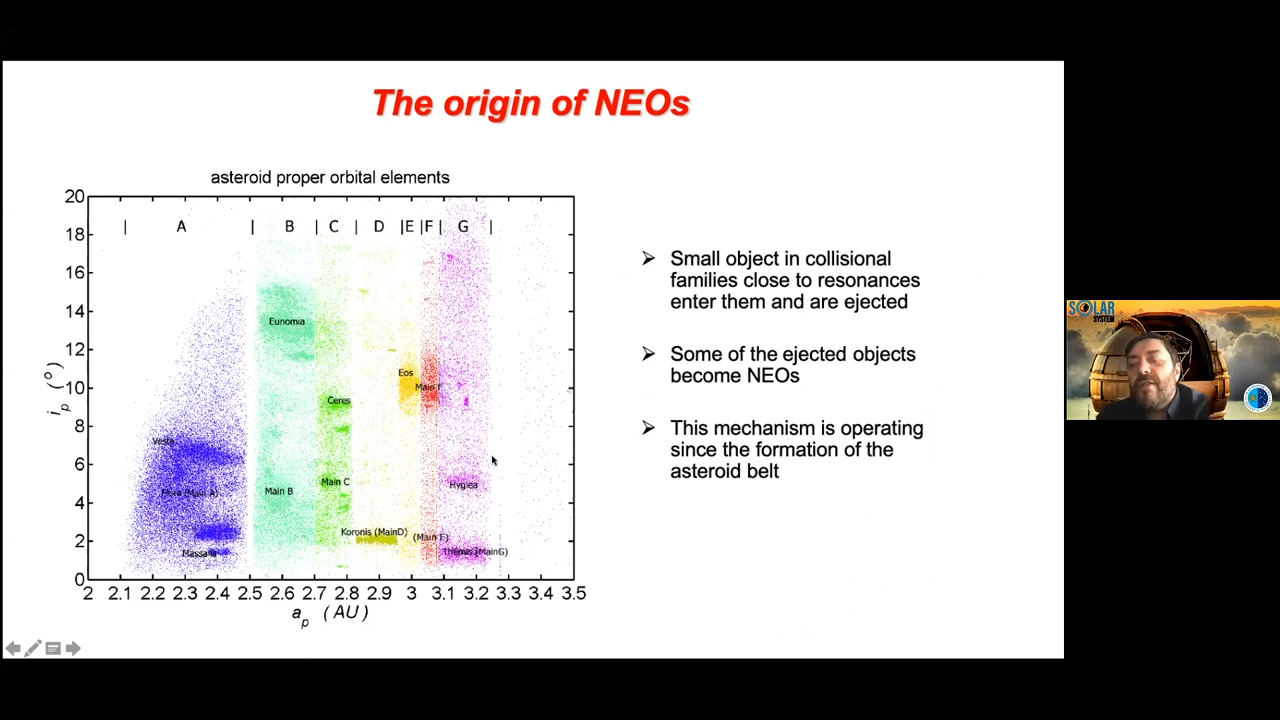 The origin of NEOs
asteroid proper orbital elements
20
18
16
14
12
10
8
6
4
2
0
i_p (°)
| A | B | C | D |E|F| G |
Eunomia
Eos
Main F
Ceres
Vesta
Flora (Main A)
Main B
Main C
Hygiea
Koronis (MainD)
(Main E)
Massalia
Themis (MainG)
2 2.1 2.2 2.3 2.4 2.5 2.6 2.7 2.8 2.9 3 3.1 3.2 3.3 3.4 3.5
a_p (AU)
Small object in collisional
families close to resonances
enter them and are ejected
Some of the ejected objects
become NEOs
This mechanism is operating
since the formation of the
asteroid belt
SOLAR
SYSTEM